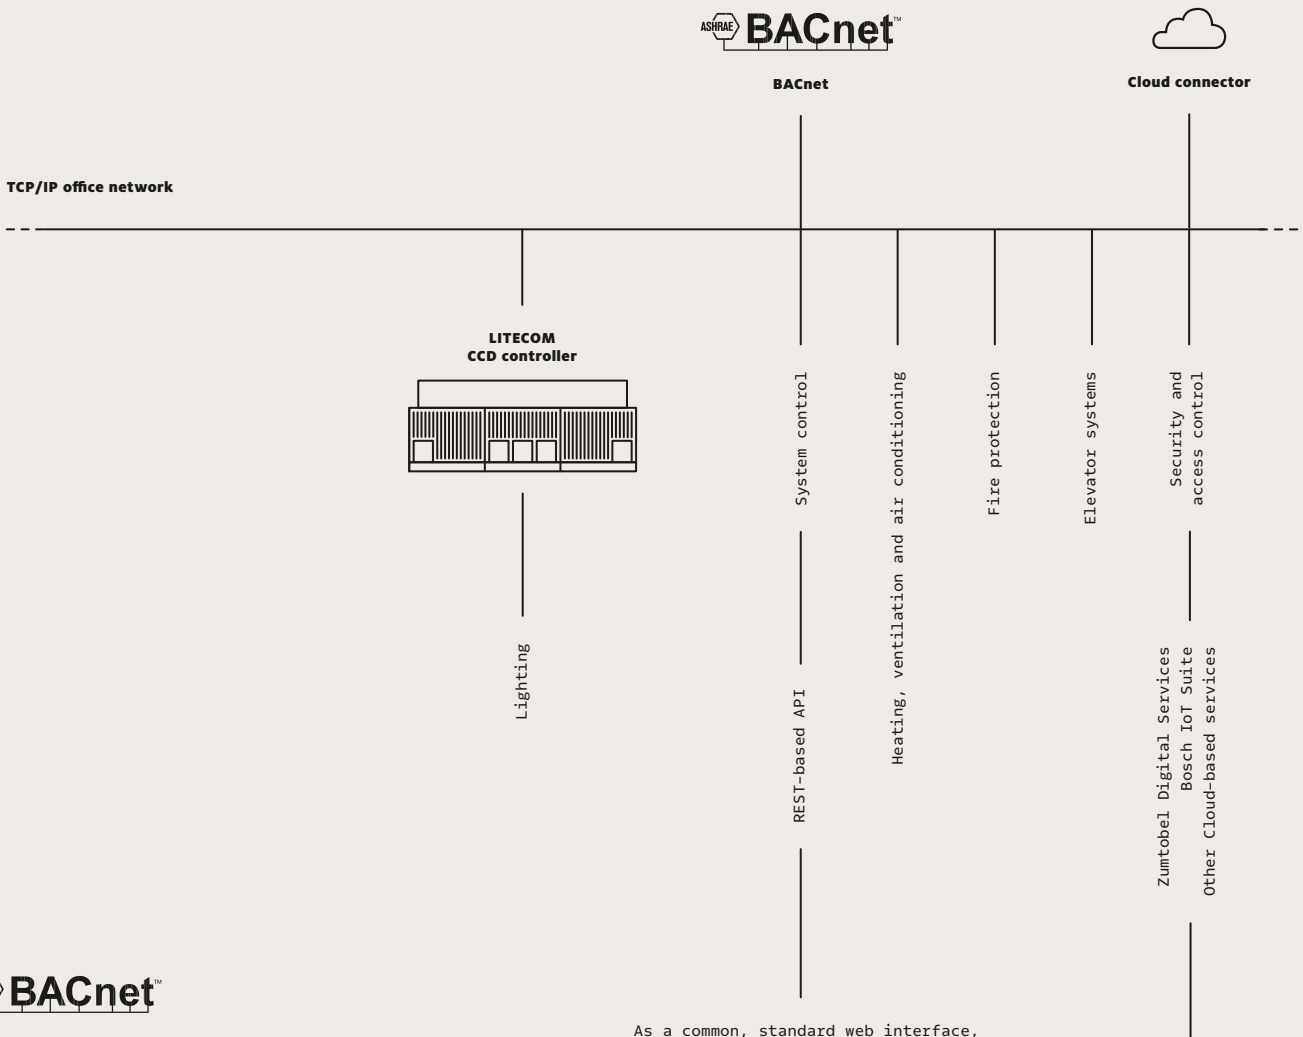 ASHRAE BACnet™
BACnet
Cloud connector
TCP/IP office network
LITECOM
CCD controller
Lighting
System control
REST-based API
Heating, ventilation and air conditioning
Fire protection
Elevator systems
Security and
access control
Zumtobel Digital Services
Bosch IoT Suite
Other Cloud-based services
BACnet™
As a common, standard web interface,